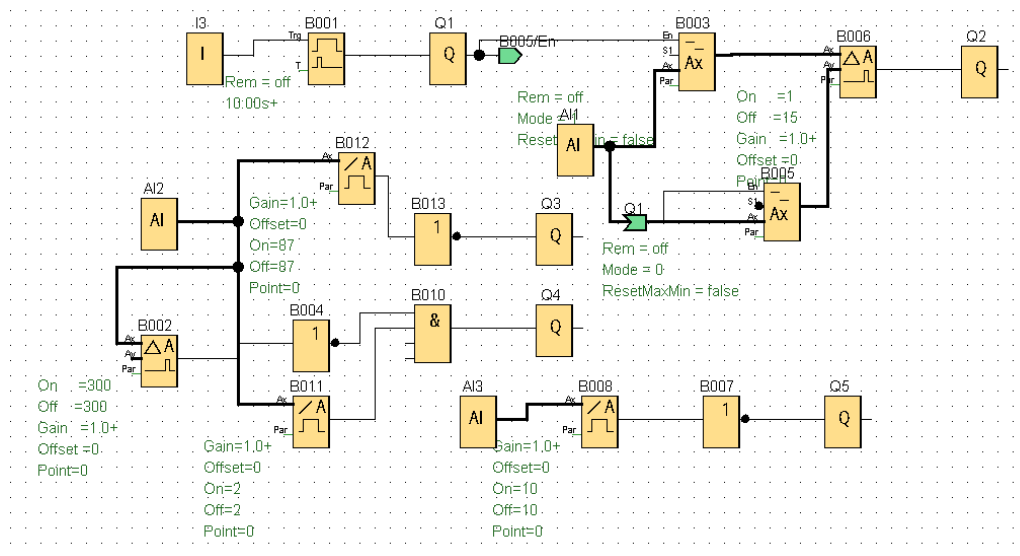 I3
B001
Q1
B003
B006
Q2
I
Trg
T
Q
B005/En
En
S1
Ax
Par
Ax
Ax
Ay
Par
Δ A
Q
Rem = off
10:00s+
Rem = off
Mode =
ResetMaxMin = false
On =1
Off =15
Gain =1.0+
Offset =0
Point=0
AI1
AI
B005
En
S1
Ax
Par
Ax
Q1
Rem = off
Mode = 0
ResetMaxMin = false
B012
Ax
Par
/ A
AI2
AI
Gain=1.0+
Offset=0
On=87
Off=87
Point=0
B013
1
Q3
Q
B004
1
B010
&
Q4
Q
B002
Ax
Ay
Par
Δ A
On =300
Off =300
Gain =1.0+
Offset =0
Point=0
B011
Ax
Par
/ A
Gain=1.0+
Offset=0
On=2
Off=2
Point=0
AI3
AI
B008
Ax
Par
/ A
B007
1
Q5
Q
Gain=1.0+
Offset=0
On=10
Off=10
Point=0